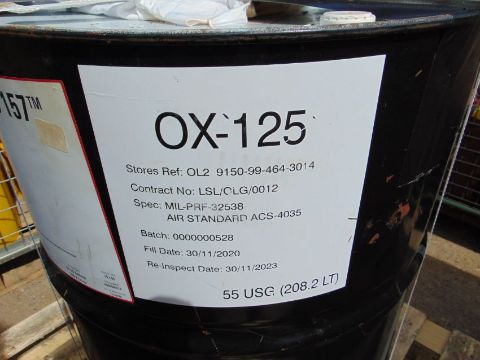 157™
OX-125
Stores Ref: OL2 9150-99-464-3014
Contract No: LSL/OLG/0012
Spec: MIL-PRF-32538
AIR STANDARD ACS-4035
Batch: 0000000528
Fill Date: 30/11/2020
Re-Inspect Date: 30/11/2023
55 USG (208.2 LT)